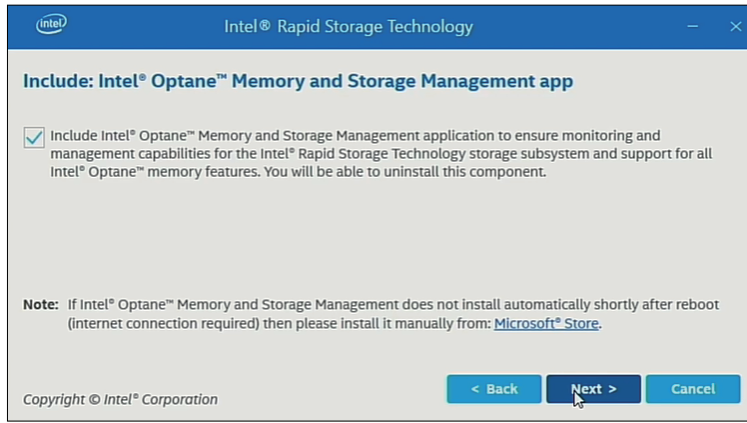 intel
Intel® Rapid Storage Technology
Include: Intel® Optane™ Memory and Storage Management app
Include Intel® Optane™ Memory and Storage Management application to ensure monitoring and
management capabilities for the Intel® Rapid Storage Technology storage subsystem and support for all
Intel® Optane™ memory features. You will be able to uninstall this component.
Note: If Intel® Optane™ Memory and Storage Management does not install automatically shortly after reboot
(internet connection required) then please install it manually from: Microsoft® Store.
< Back
Next >
Cancel
Copyright © Intel® Corporation